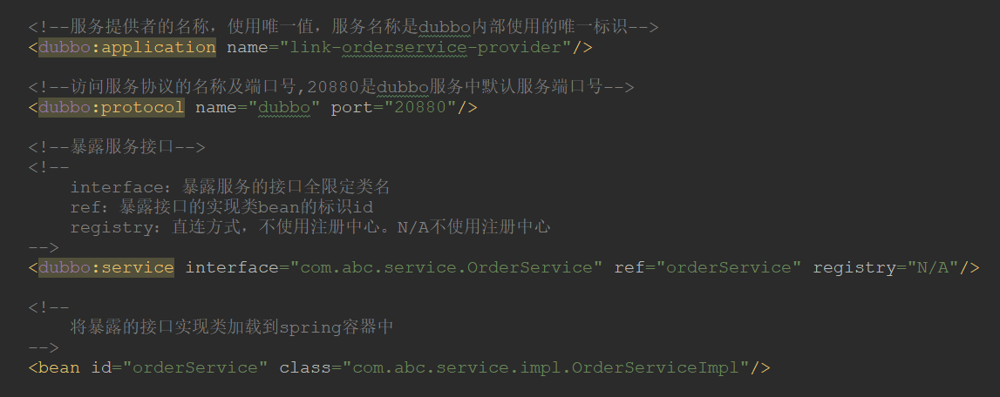 <!--服务提供者的名称，使用唯一值，服务名称是dubbo内部使用的唯一标识-->
<dubbo:application name="link-orderservice-provider"/>
<!--访问服务协议的名称及端口号,20880是dubbo服务中默认服务端口号-->
<dubbo:protocol name="dubbo" port="20880"/>
<!--暴露服务接口-->
<!--
interface：暴露服务的接口全限定类名
ref：暴露接口的实现类bean的标识id
registry：直连方式，不使用注册中心。N/A不使用注册中心
-->
<dubbo:service interface="com.abc.service.OrderService" ref="orderService" registry="N/A"/>
<!--
将暴露的接口实现类加载到spring容器中
-->
<bean id="orderService" class="com.abc.service.impl.OrderServiceImpl"/>